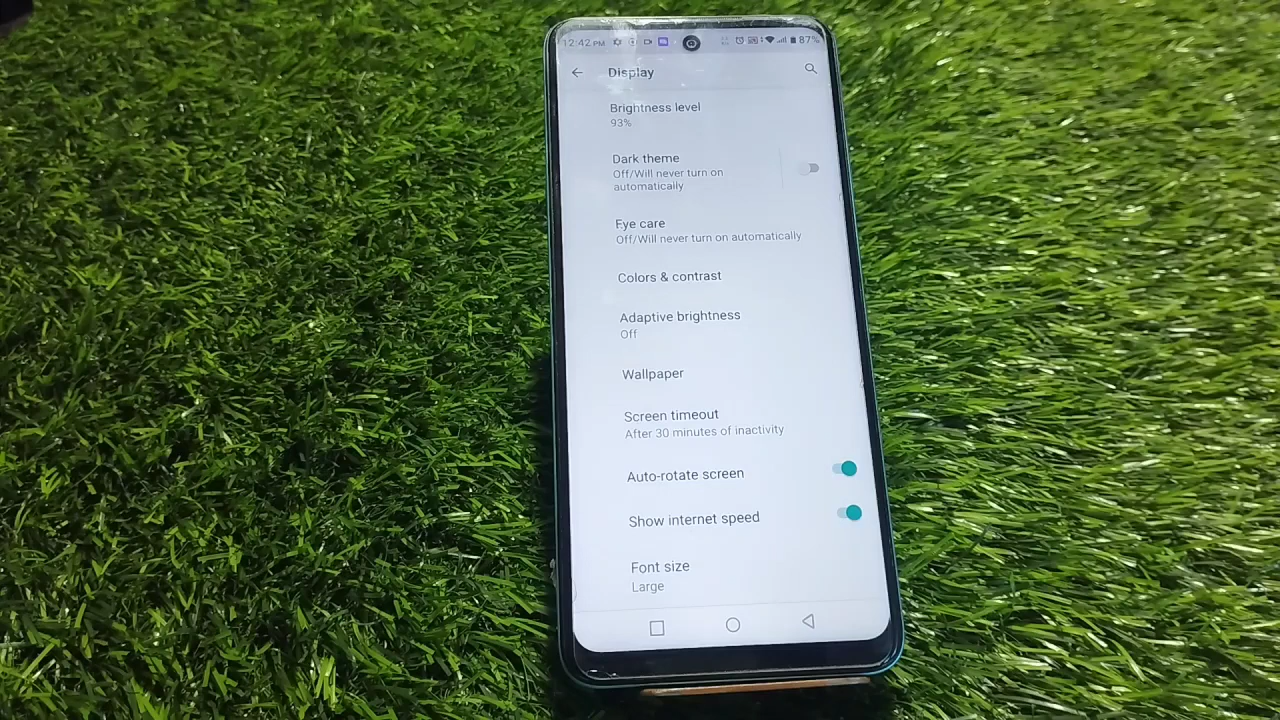 12:42 PM 87%
Display
Brightness level
93%
Dark theme
Off/Will never turn on
automatically
Eye care
Off/Will never turn on automatically
Colors & contrast
Adaptive brightness
Off
Wallpaper
Screen timeout
After 30 minutes of inactivity
Auto-rotate screen
Show internet speed
Font size
Large